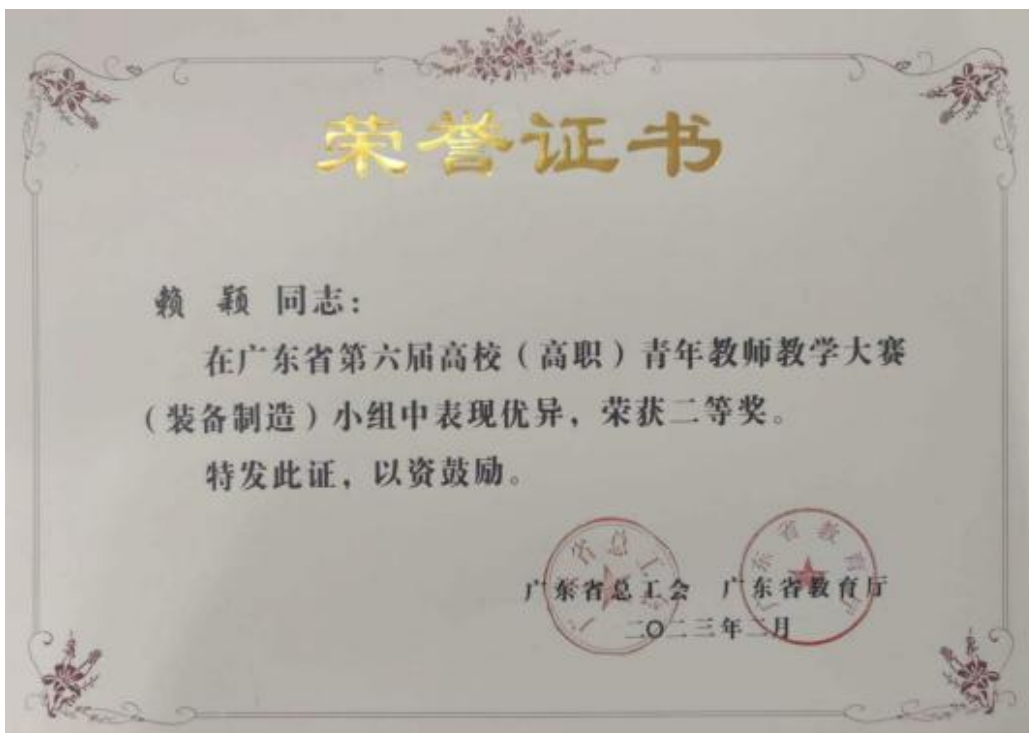 荣誉证书
赖 颖 同志：
在广东省第六届高校（高职）青年教师教学大赛
（装备制造）小组中表现优异，荣获二等奖。
特发此证，以资鼓励。
广东省总工会 广东省教育厅
二〇二三年二月